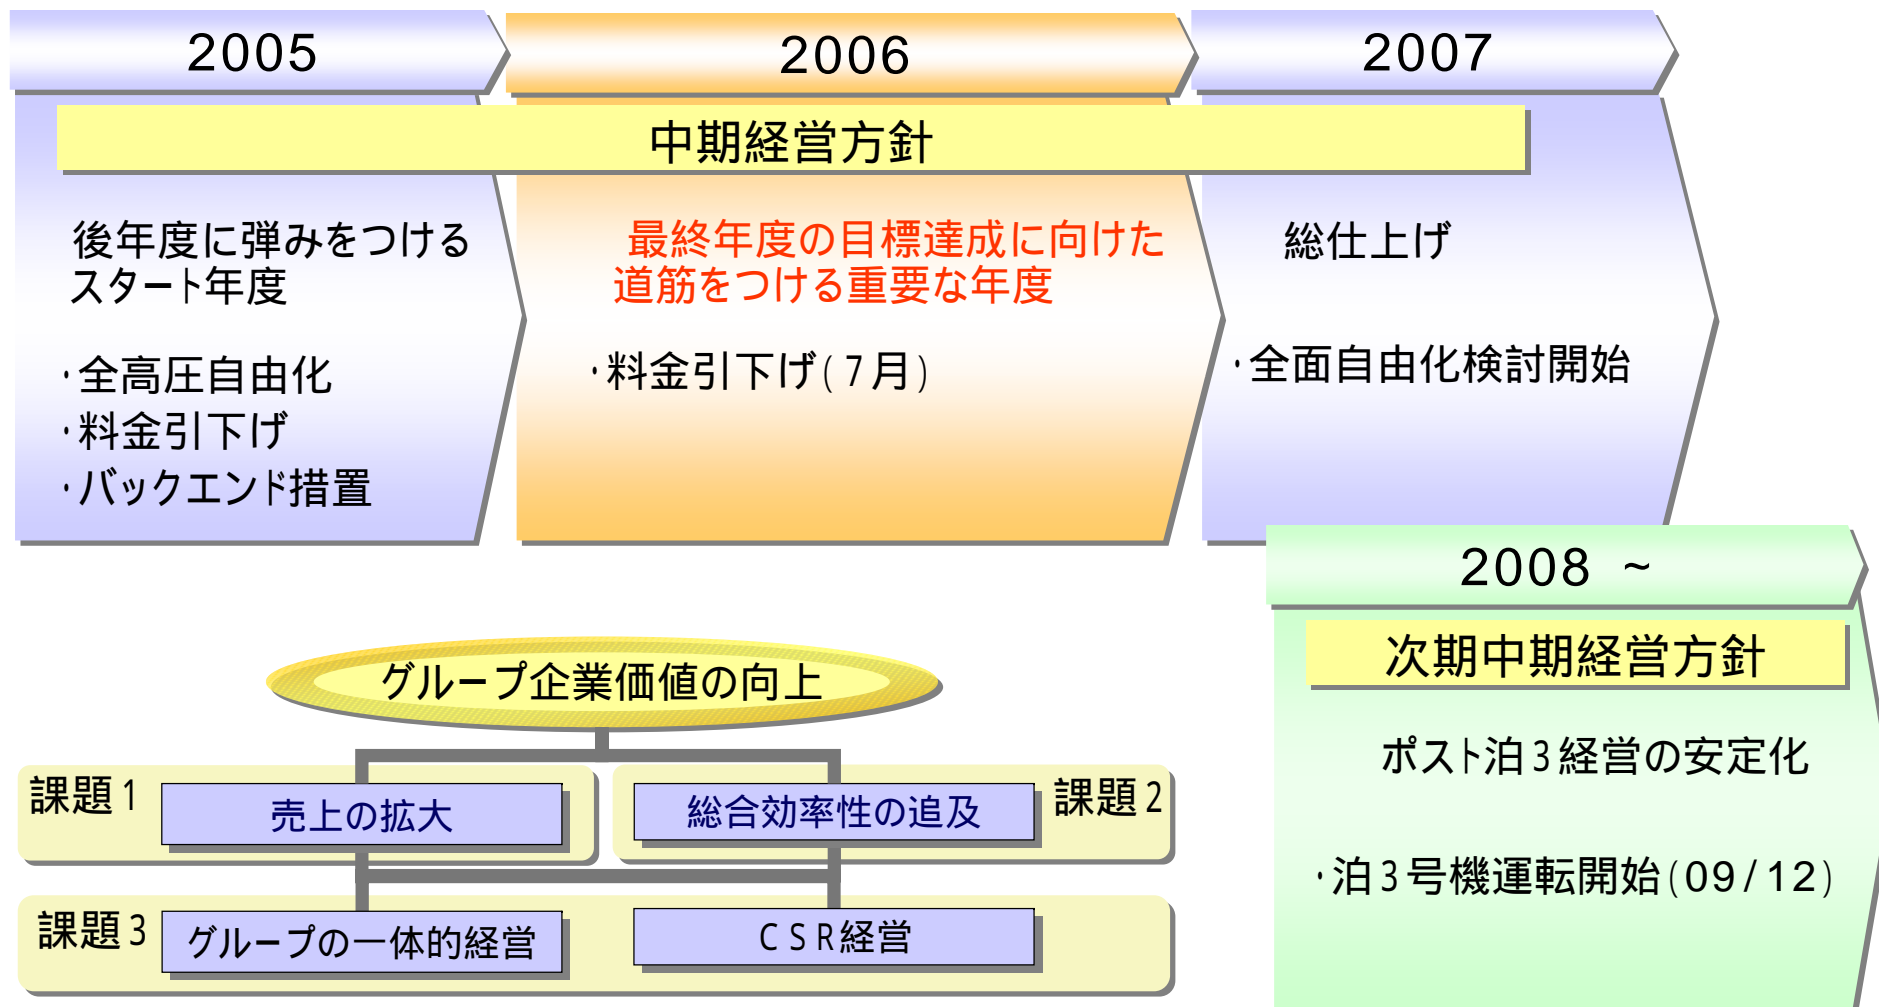 2005
2006
2007
中期経営方針
後年度に弾みをつける
スタート年度
・全高圧自由化
・料金引下げ
・バックエンド措置
最終年度の目標達成に向けた
道筋をつける重要な年度
・料金引下げ(7月)
総仕上げ
・全面自由化検討開始
2008 ~
次期中期経営方針
ポスト泊3経営の安定化
・泊3号機運転開始(09/12)
グループ企業価値の向上
課題1
売上の拡大
総合効率性の追及
課題2
課題3
グループの一体的経営
CSR経営